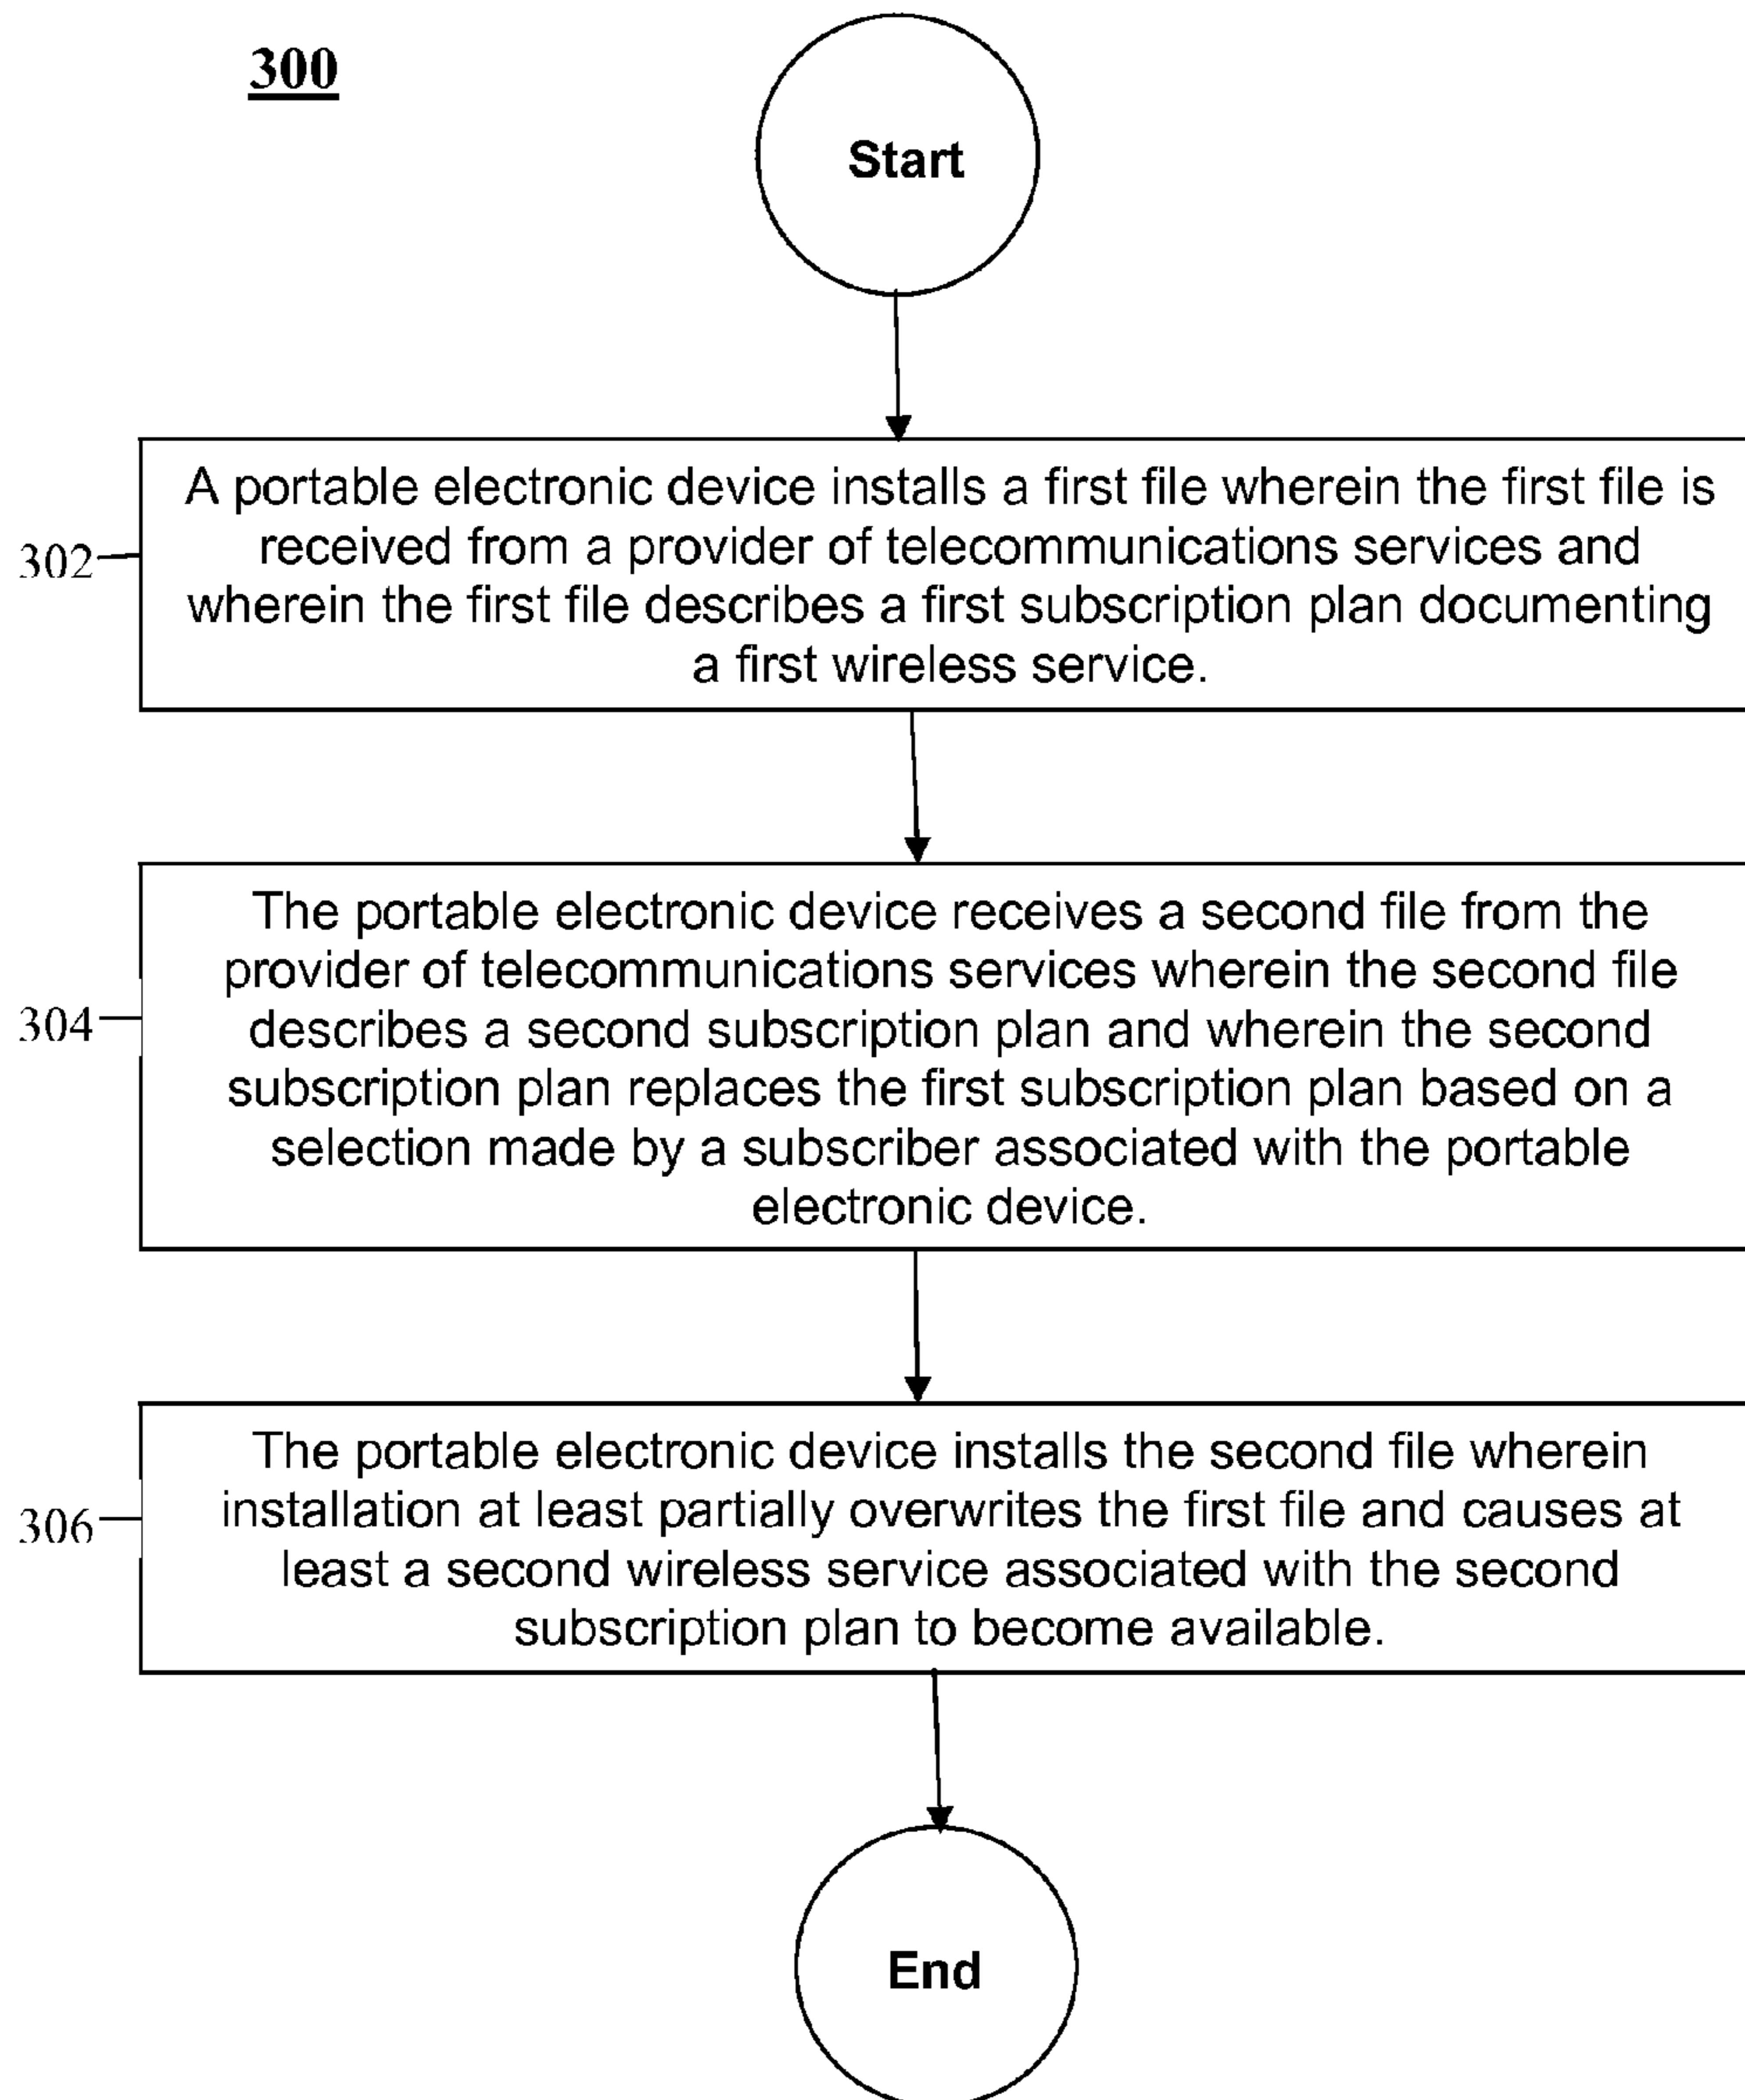 300
Start
302
A portable electronic device installs a first file wherein the first file is
received from a provider of telecommunications services and
wherein the first file describes a first subscription plan documenting
a first wireless service.
304
The portable electronic device receives a second file from the
provider of telecommunications services wherein the second file
describes a second subscription plan and wherein the second
subscription plan replaces the first subscription plan based on a
selection made by a subscriber associated with the portable
electronic device.
306
The portable electronic device installs the second file wherein
installation at least partially overwrites the first file and causes at
least a second wireless service associated with the second
subscription plan to become available.
End